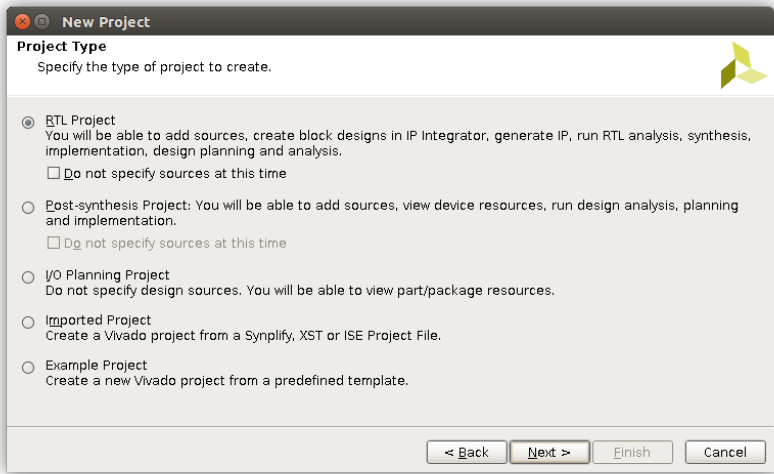 New Project
Project Type
Specify the type of project to create.
RTL Project
You will be able to add sources, create block designs in IP Integrator, generate IP, run RTL analysis, synthesis,
implementation, design planning and analysis.
Do not specify sources at this time
Post-synthesis Project: You will be able to add sources, view device resources, run design analysis, planning
and implementation.
Do not specify sources at this time
I/O Planning Project
Do not specify design sources. You will be able to view part/package resources.
Imported Project
Create a Vivado project from a Synplify, XST or ISE Project File.
Example Project
Create a new Vivado project from a predefined template.
< Back Next > Finish Cancel